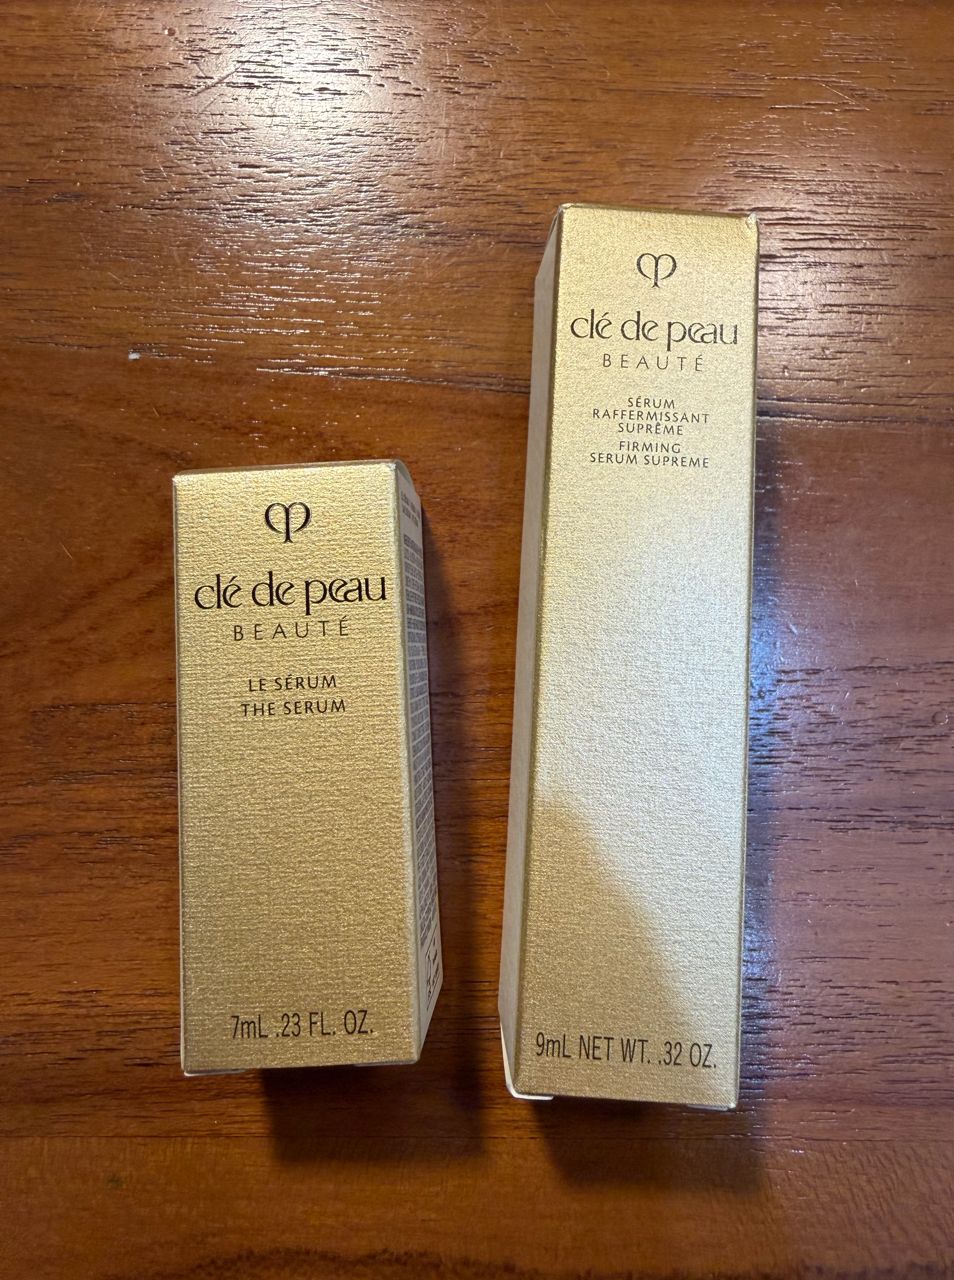 clé de peau
BEAUTÉ
LE SÉRUM
THE SERUM
7mL .23 FL. OZ.
clé de peau
BEAUTÉ
SÉRUM
RAFFERMISSANT
SUPRÊME
FIRMING
SERUM SUPREME
9mL NET WT. .32 OZ.